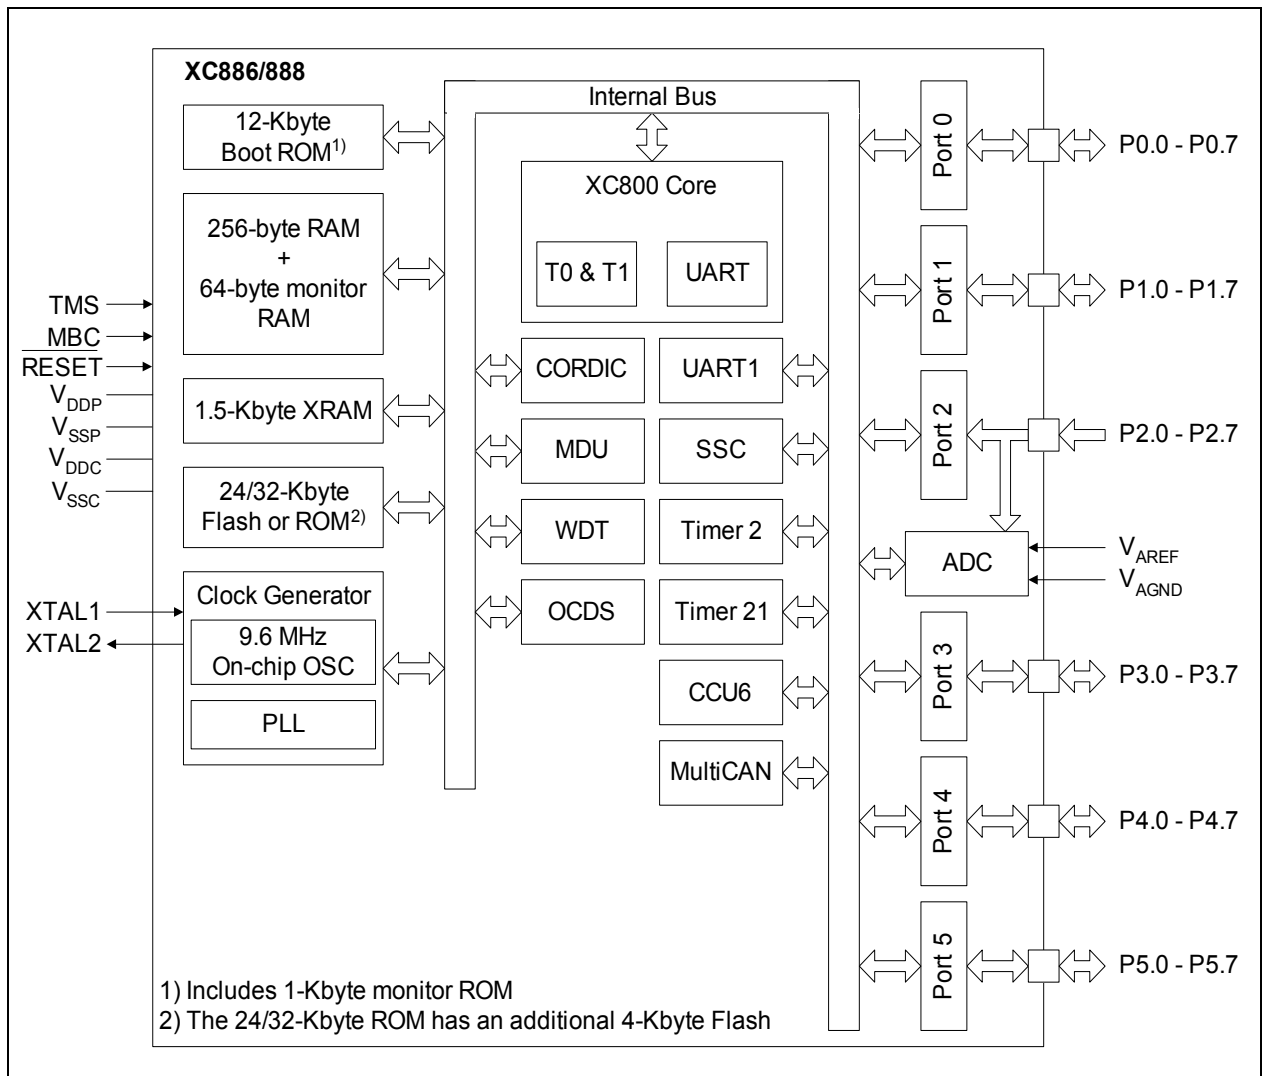 XC886/888
Internal Bus
12-Kbyte
Boot ROM1)
256-byte RAM
+
64-byte monitor
RAM
1.5-Kbyte XRAM
24/32-Kbyte
Flash or ROM2)
Clock Generator
9.6 MHz
On-chip OSC
PLL
TMS
MBC
RESET
VDDP
VSSP
VDDC
VSSC
XTAL1
XTAL2
XC800 Core
T0 & T1
UART
CORDIC
UART1
MDU
SSC
WDT
Timer 2
OCDS
Timer 21
CCU6
MultiCAN
Port 0
P0.0 - P0.7
Port 1
P1.0 - P1.7
Port 2
P2.0 - P2.7
ADC
VAREF
VAGND
Port 3
P3.0 - P3.7
Port 4
P4.0 - P4.7
Port 5
P5.0 - P5.7
1) Includes 1-Kbyte monitor ROM
2) The 24/32-Kbyte ROM has an additional 4-Kbyte Flash